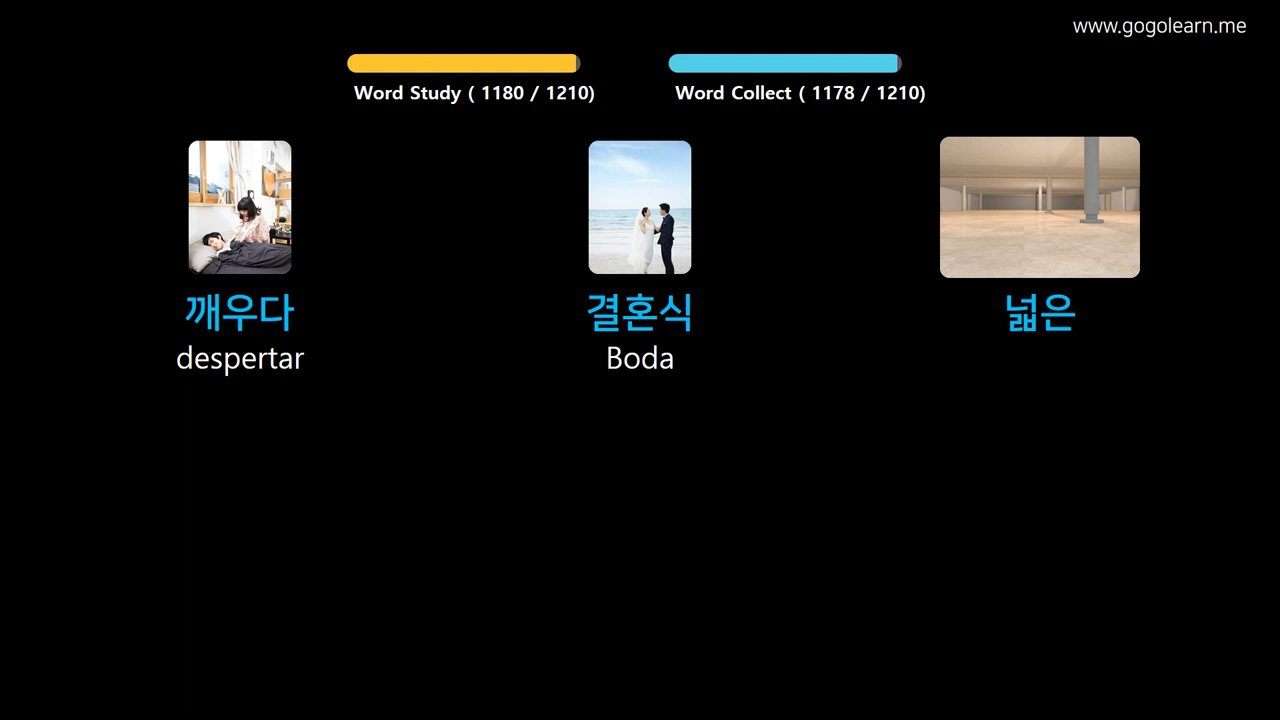 www.gogolearn.me
Word Study ( 1180 / 1210)
Word Collect ( 1178 / 1210)
깨우다
despertar
결혼식
Boda
넓은